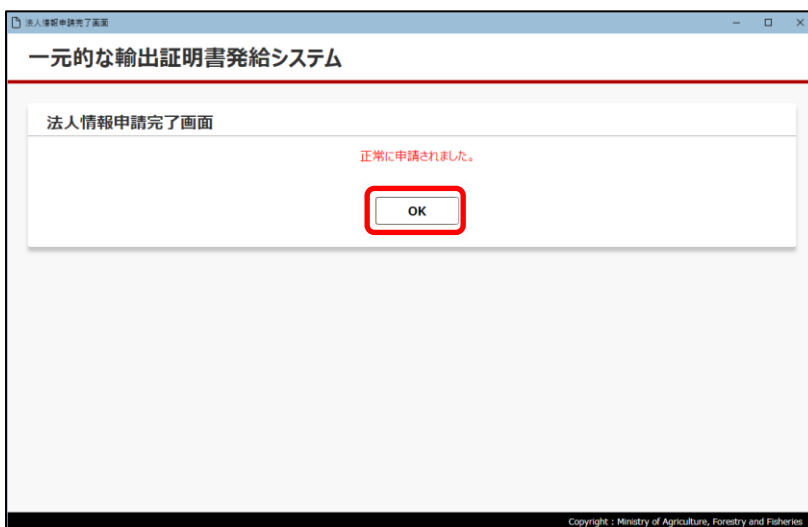 法人情報申請完了画面
一元的な輸出証明書発給システム
法人情報申請完了画面
正常に申請されました。
OK
Copyright : Ministry of Agriculture, Forestry and Fisheries